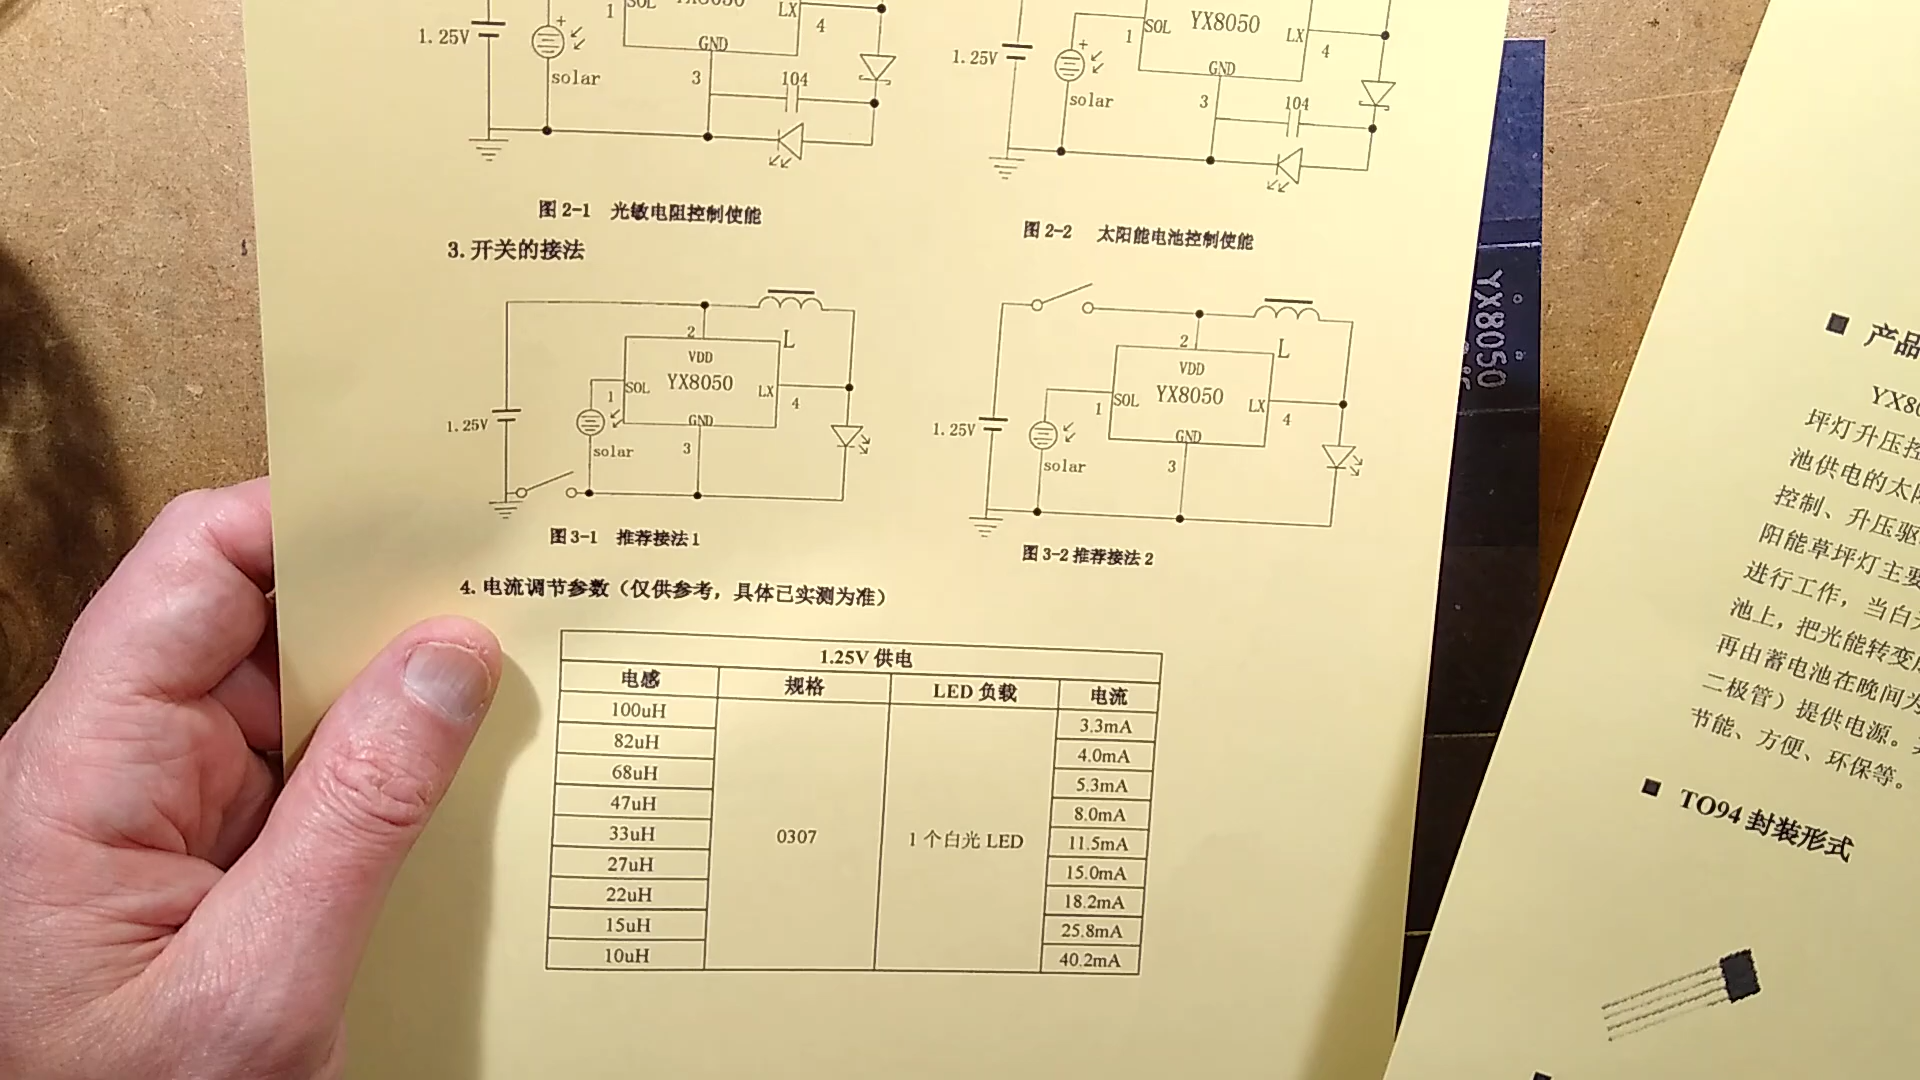 SOL
YX8050
LX
1
4
1.25V
GND
solar
3
104
图 2-1 光敏电阻控制使能
SOL
YX8050
LX
1
4
1.25V
GND
solar
3
104
图 2-2 太阳能电池控制使能
3. 开关的接法
2
L
VDD
SOL
YX8050
LX
1
4
1.25V
GND
solar
3
图 3-1 推荐接法 1
2
L
VDD
SOL
YX8050
LX
1
4
1.25V
GND
solar
3
图 3-2 推荐接法 2
4. 电流调节参数（仅供参考，具体已实测为准）
1.25V 供电
电感 规格 LED 负载 电流
100uH 3.3mA
82uH 4.0mA
68uH 5.3mA
47uH 8.0mA
33uH 0307 1 个白光 LED 11.5mA
27uH 15.0mA
22uH 18.2mA
15uH 25.8mA
10uH 40.2mA
YX8050
■ 产品
YX80
坪灯升压控
池供电的太阳
控制、升压驱
阳能草坪灯主要
进行工作，当白天
池上，把光能转变
再由蓄电池在晚间为
二极管）提供电源。
节能、方便、环保等。
■ TO94 封装形式